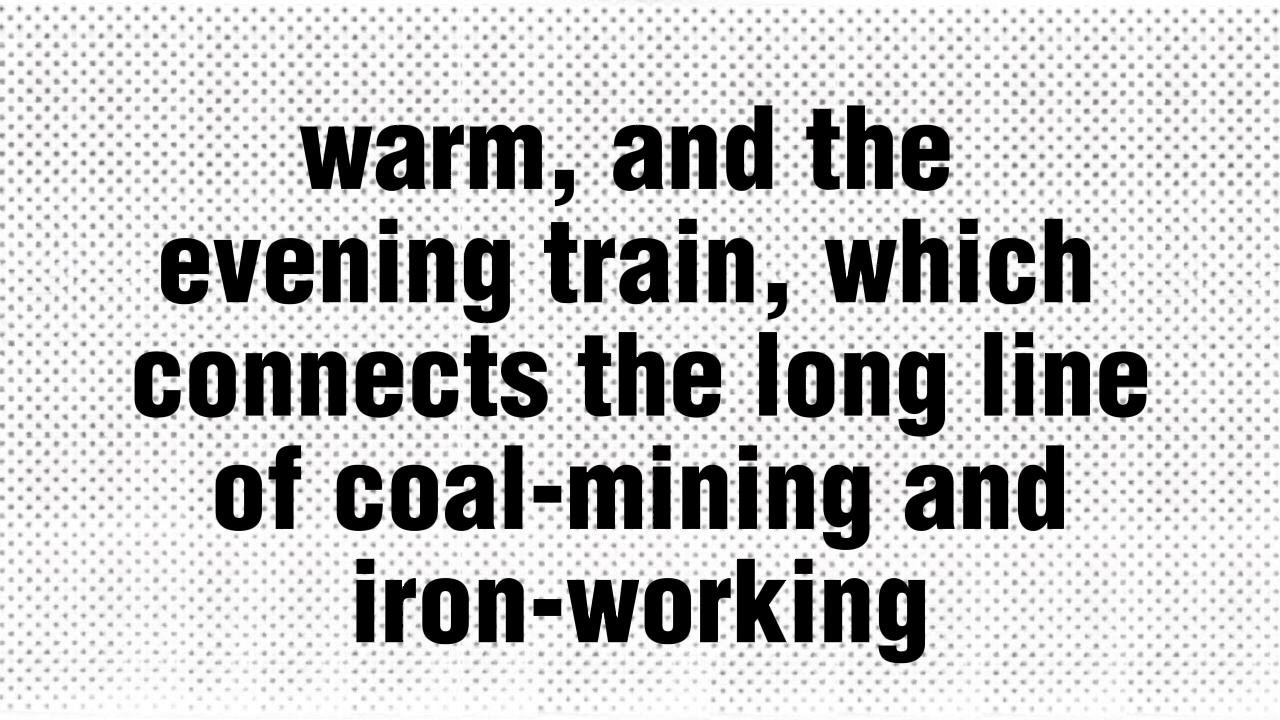 warm, and the
evening train, which
connects the long line
of coal-mining and
iron-working